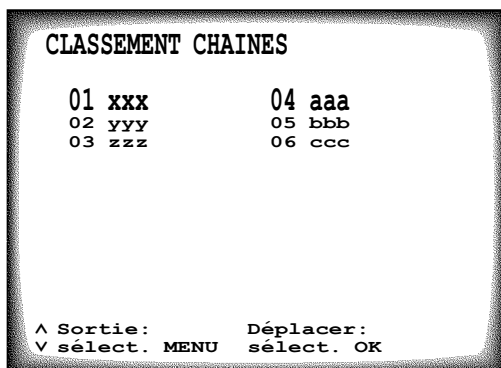 CLASSEMENT CHAINES
01 xxx 04 aaa
02 yyy 05 bbb
03 zzz 06 ccc
^ Sortie: Déplacer:
v sélect. MENU sélect. OK